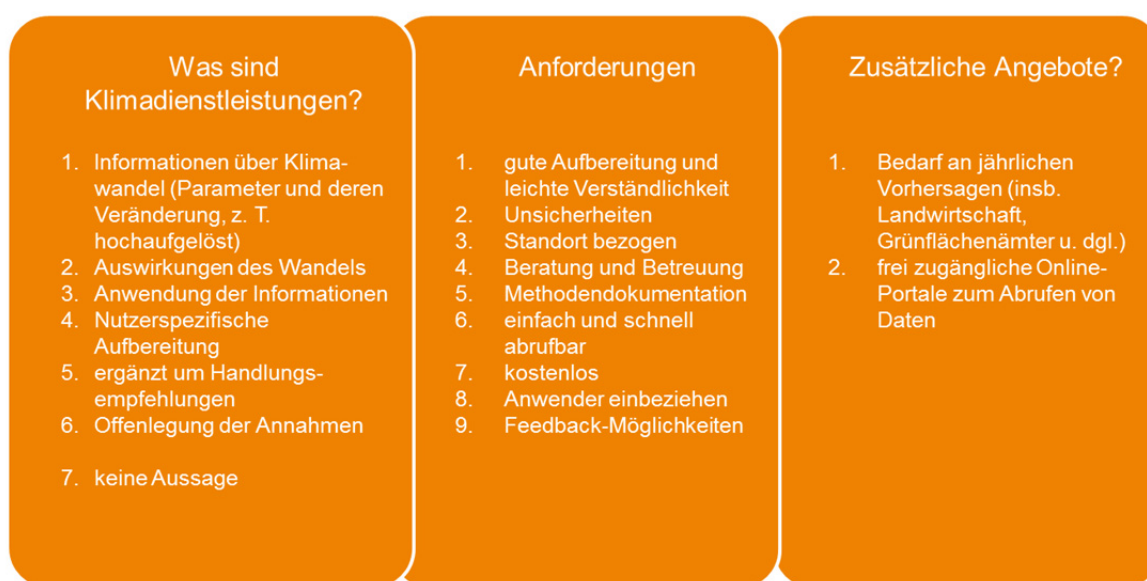 Was sind
Klimadienstleistungen?
1. Informationen über Klima-
wandel (Parameter und deren
Veränderung, z. T.
hochaufgelöst)
2. Auswirkungen des Wandels
3. Anwendung der Informationen
4. Nutzerspezifische
Aufbereitung
5. ergänzt um Handlungs-
empfehlungen
6. Offenlegung der Annahmen
7. keine Aussage
Anforderungen
1. gute Aufbereitung und
leichte Verständlichkeit
2. Unsicherheiten
3. Standort bezogen
4. Beratung und Betreuung
5. Methodendokumentation
6. einfach und schnell
abrufbar
7. kostenlos
8. Anwender einbeziehen
9. Feedback-Möglichkeiten
Zusätzliche Angebote?
1. Bedarf an jährlichen
Vorhersagen (insb.
Landwirtschaft,
Grünflächenämter u. dgl.)
2. frei zugängliche Online-
Portale zum Abrufen von
Daten